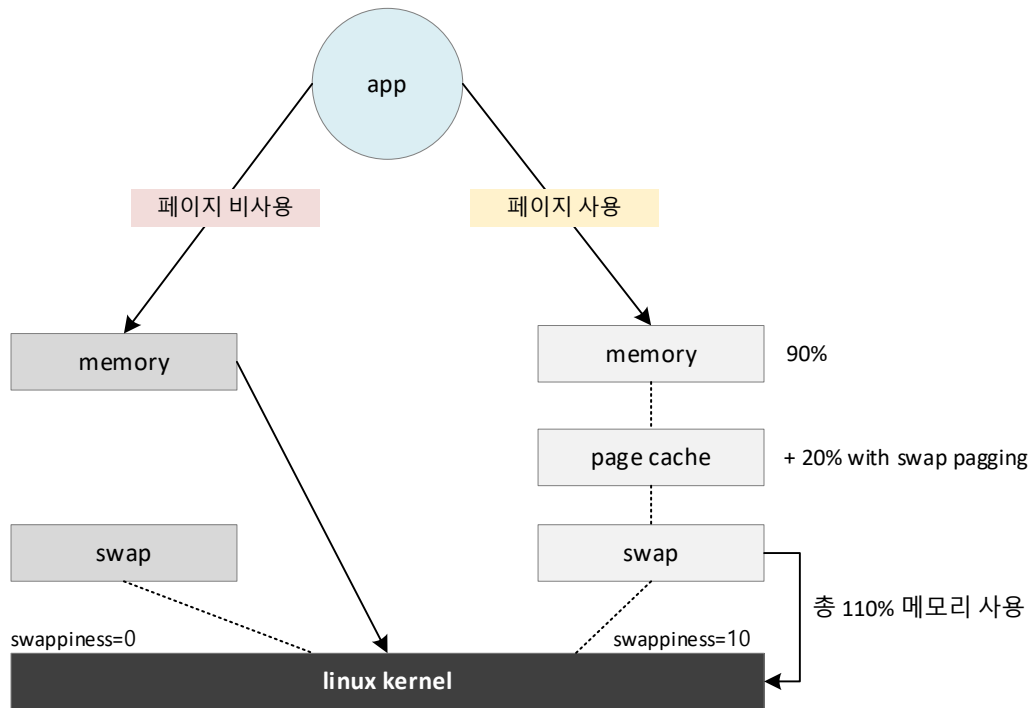 app
페이지 비사용
페이지 사용
memory
memory
90%
page cache
+ 20% with swap pagging
swap
swap
총 110% 메모리 사용
swappiness=0
swappiness=10
linux kernel